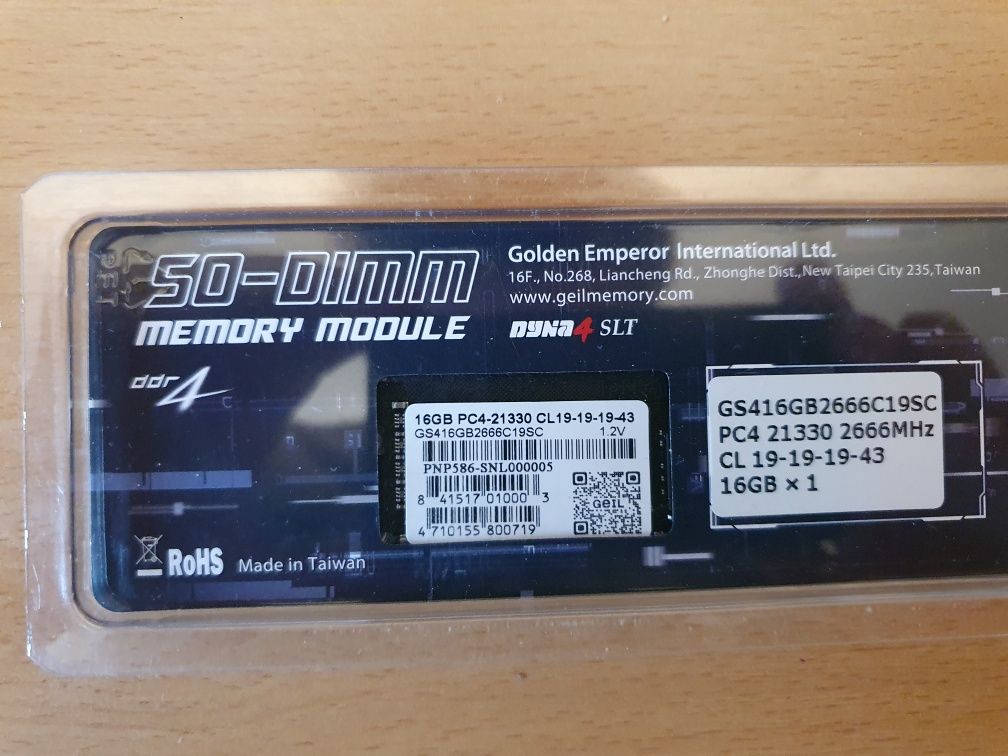 SO-DIMM
MEMORY MODULE
DDR4
Golden Emperor International Ltd.
16F., No.268, Liancheng Rd., Zhonghe Dist., New Taipei City 235, Taiwan
www.geilmemory.com
DYNA4 SLT
16GB PC4-21330 CL19-19-19-43
GS416GB2666C19SC 1.2V
PNP586-SNL000005
8 41517 01000 3
GEIL
4 710155 800719
GS416GB2666C19SC
PC4 21330 2666MHz
CL 19-19-19-43
16GB × 1
RoHS Made in Taiwan